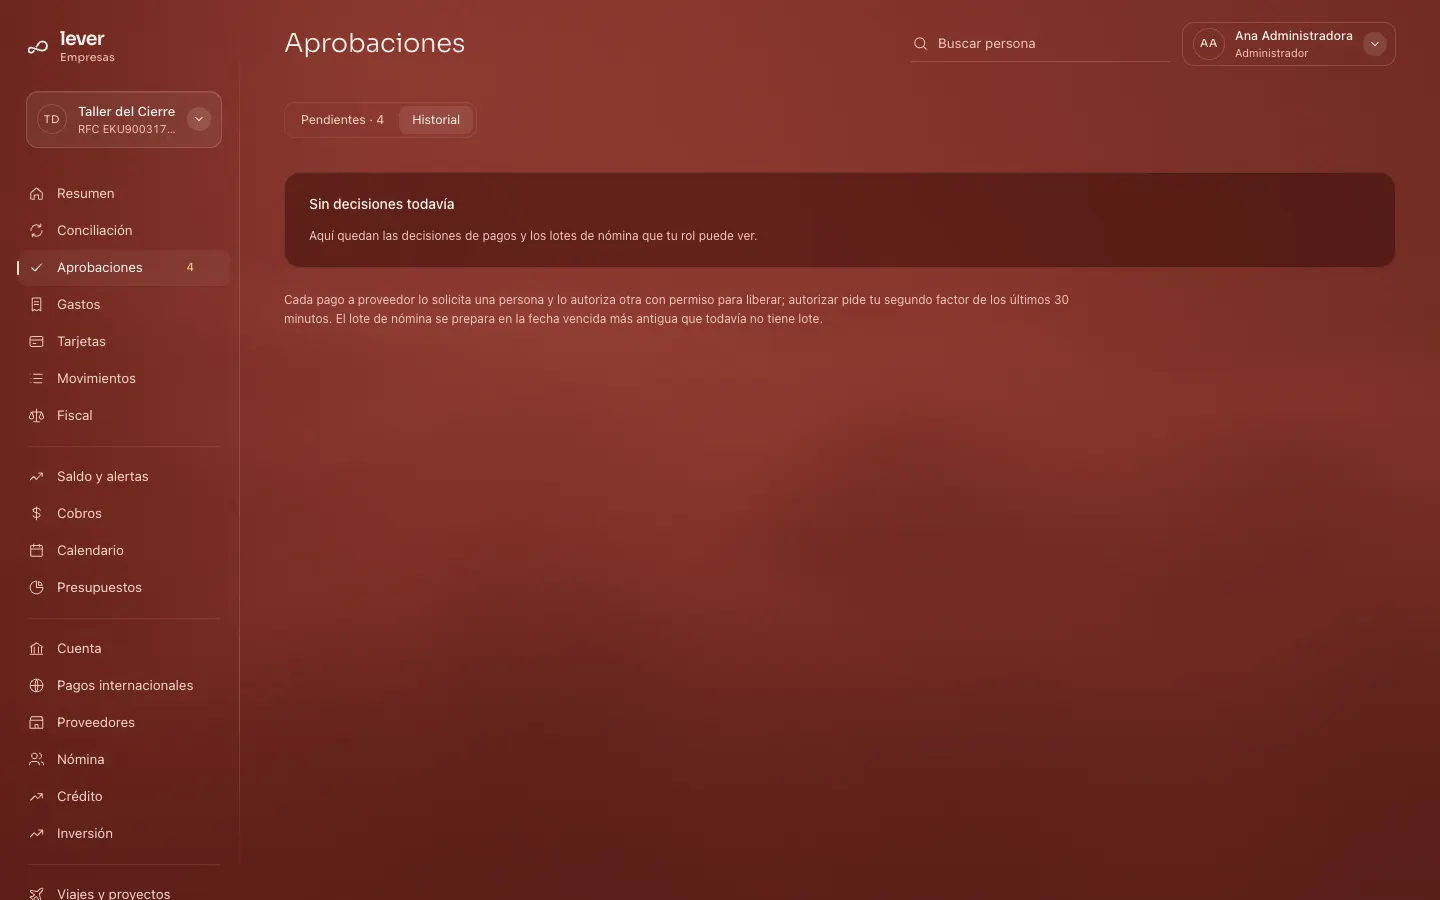 lever
Empresas
TD
Taller del Cierre
RFC EKU900317...
Resumen
Conciliación
Aprobaciones 4
Gastos
Tarjetas
Movimientos
Fiscal
Saldo y alertas
Cobros
Calendario
Presupuestos
Cuenta
Pagos internacionales
Proveedores
Nómina
Crédito
Inversión
Viajes y proyectos
Aprobaciones
Buscar persona
AA
Ana Administradora
Administrador
Pendientes · 4
Historial
Sin decisiones todavía
Aquí quedan las decisiones de pagos y los lotes de nómina que tu rol puede ver.
Cada pago a proveedor lo solicita una persona y lo autoriza otra con permiso para liberar; autorizar pide tu segundo factor de los últimos 30
minutos. El lote de nómina se prepara en la fecha vencida más antigua que todavía no tiene lote.